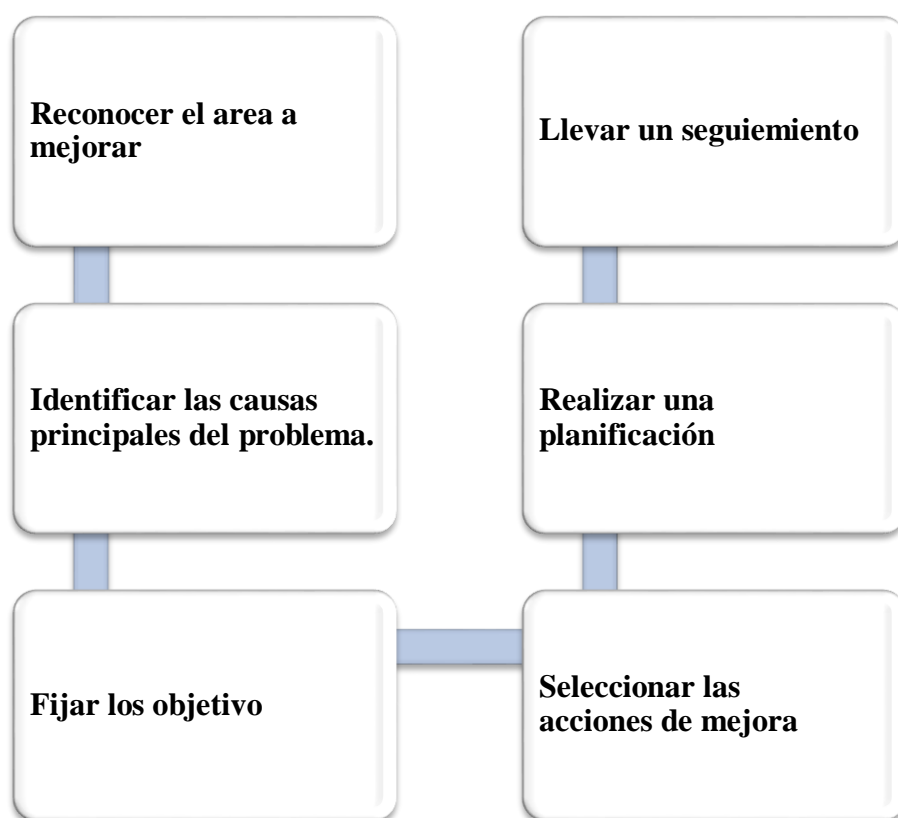 Reconocer el area a
mejorar
Identificar las causas
principales del problema.
Fijar los objetivo
Seleccionar las
acciones de mejora
Realizar una
planificación
Llevar un seguiemiento